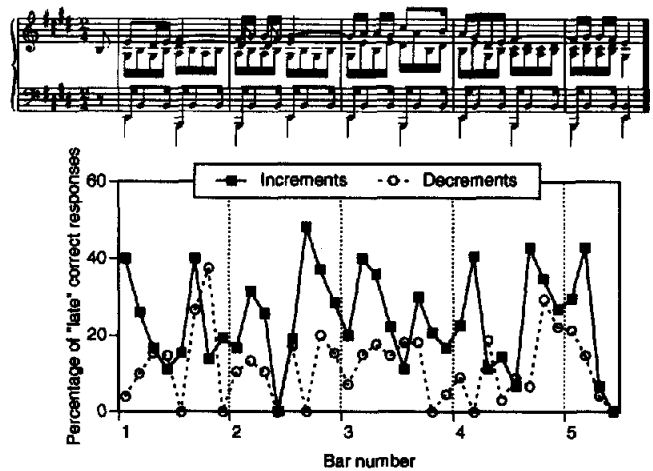 Increments Decrements
Percentage of "late" correct responses
60
40
20
0
1 2 3 4 5
Bar number